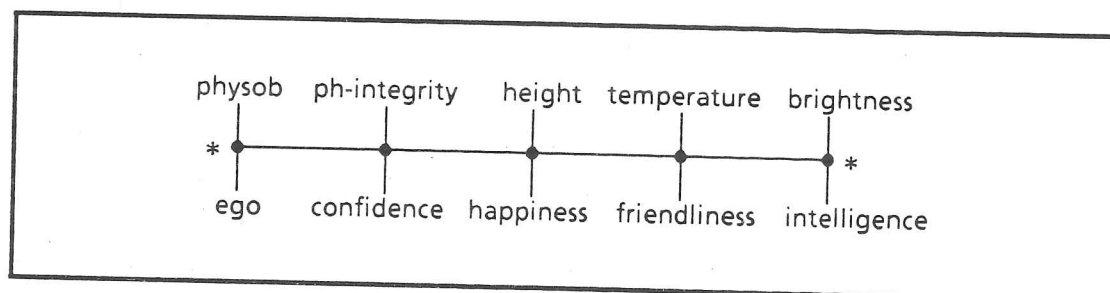 physob ph-integrity height temperature brightness
* *
ego confidence happiness friendliness intelligence